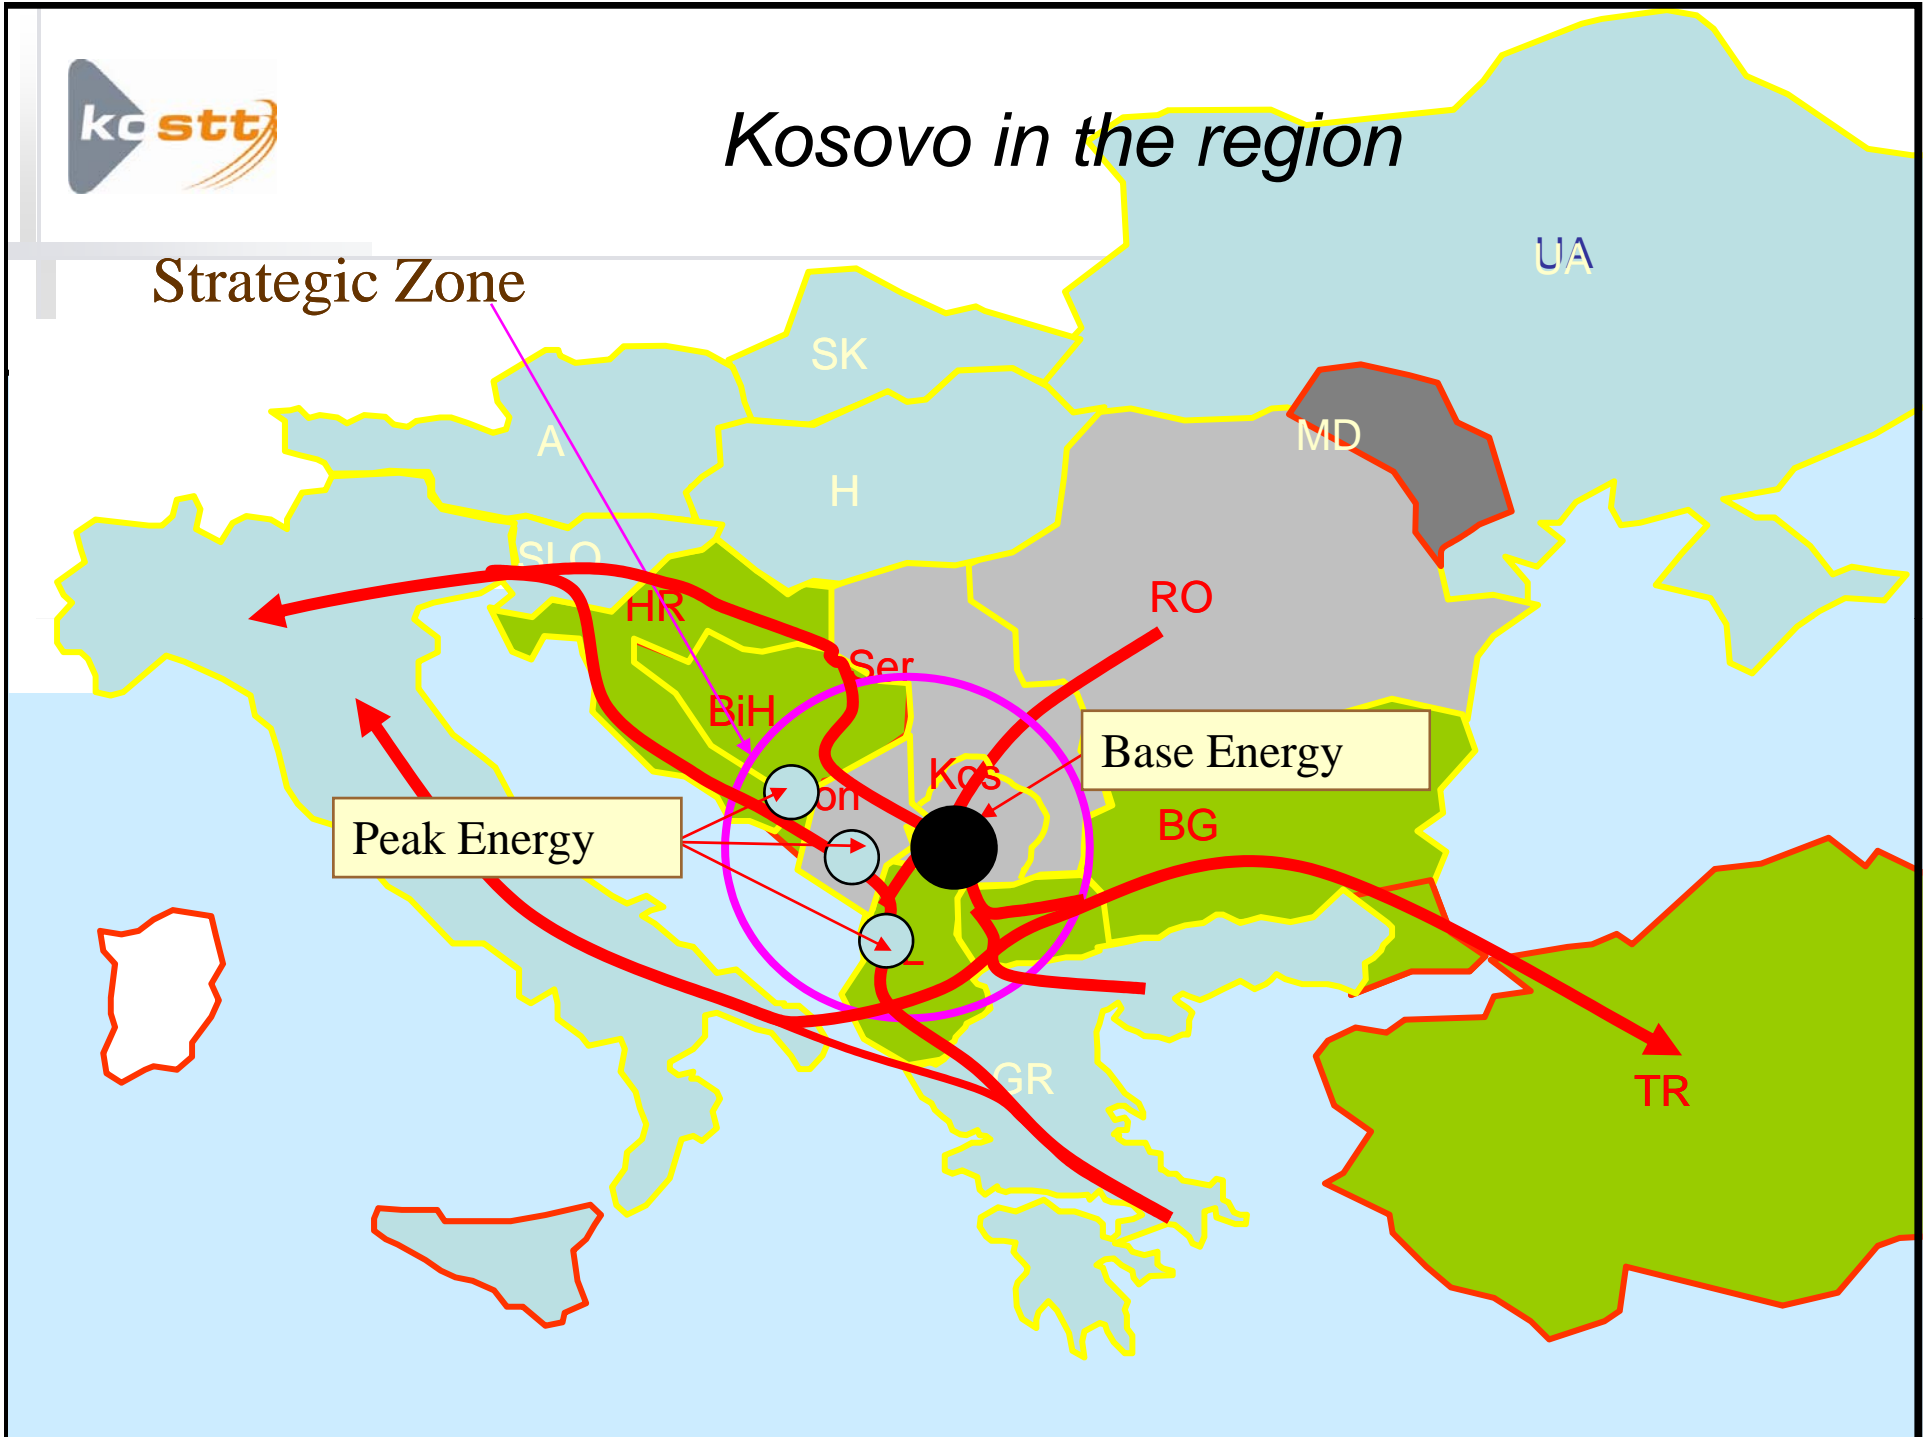 kostt
Kosovo in the region
UA
Strategic Zone
SK
A
MD
H
SLO
RO
HR
Ser
BiH
Base Energy
Kos
on
BG
Peak Energy
GR
TR